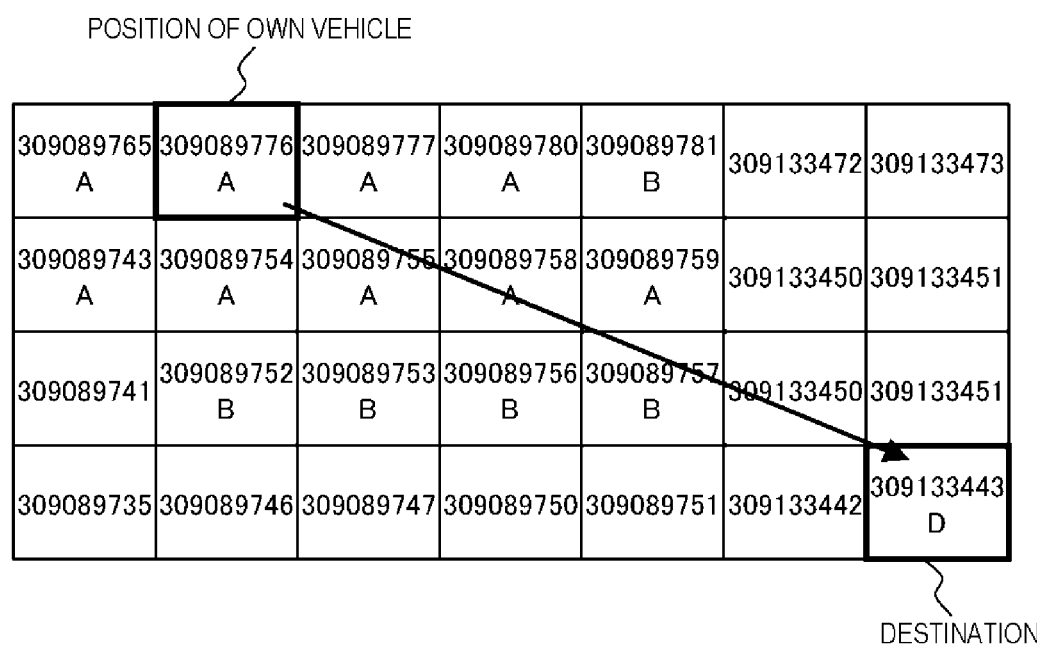 POSITION OF OWN VEHICLE
309089765 309089776 309089777 309089780 309089781 309133472 309133473
A A A A B
309089743 309089754 309089755 309089758 309089759 309133450 309133451
A A A A A
309089741 309089752 309089753 309089756 309089757 309133450 309133451
B B B B
309089735 309089746 309089747 309089750 309089751 309133442 309133443
D
DESTINATION